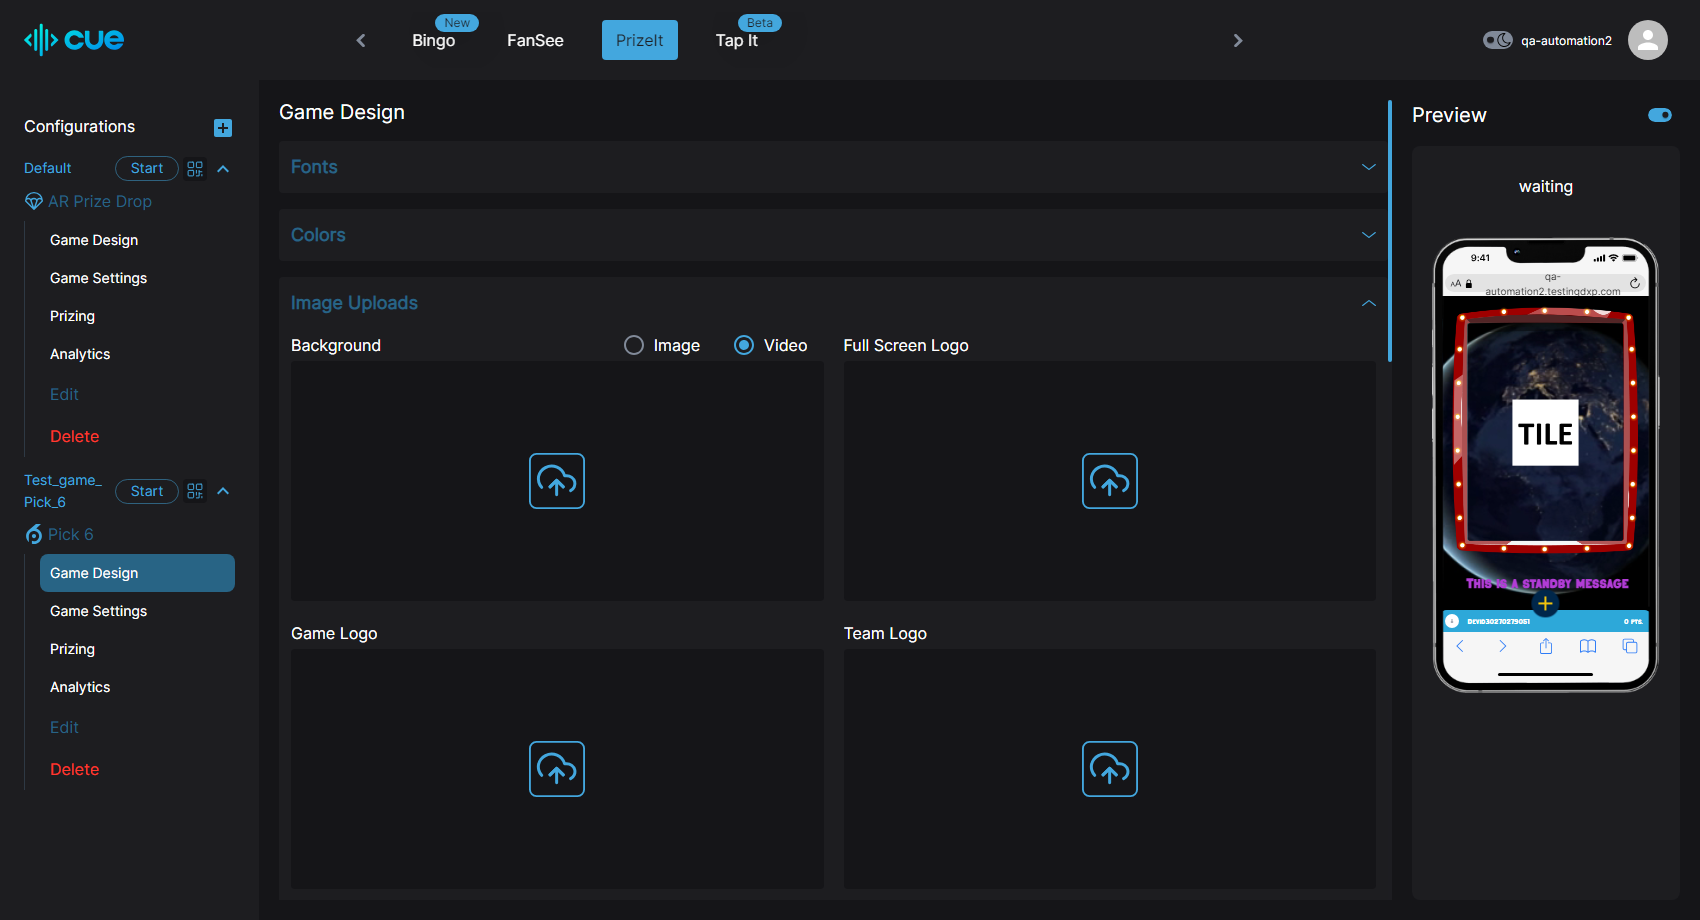 cue
New
Bingo
FanSee
PrizeIt
Beta
Tap It
qa-automation2
Configurations
Default
Start
AR Prize Drop
Game Design
Game Settings
Prizing
Analytics
Edit
Delete
Test_game_
Pick_6
Start
Pick 6
Game Design
Game Settings
Prizing
Analytics
Edit
Delete
Game Design
Fonts
Colors
Image Uploads
Background
Image
Video
Full Screen Logo
Game Logo
Team Logo
Preview
waiting
9:41
AA
qa-
automation2.testingdxp.com
TILE
THIS IS A STANDBY MESSAGE
0 PTS.